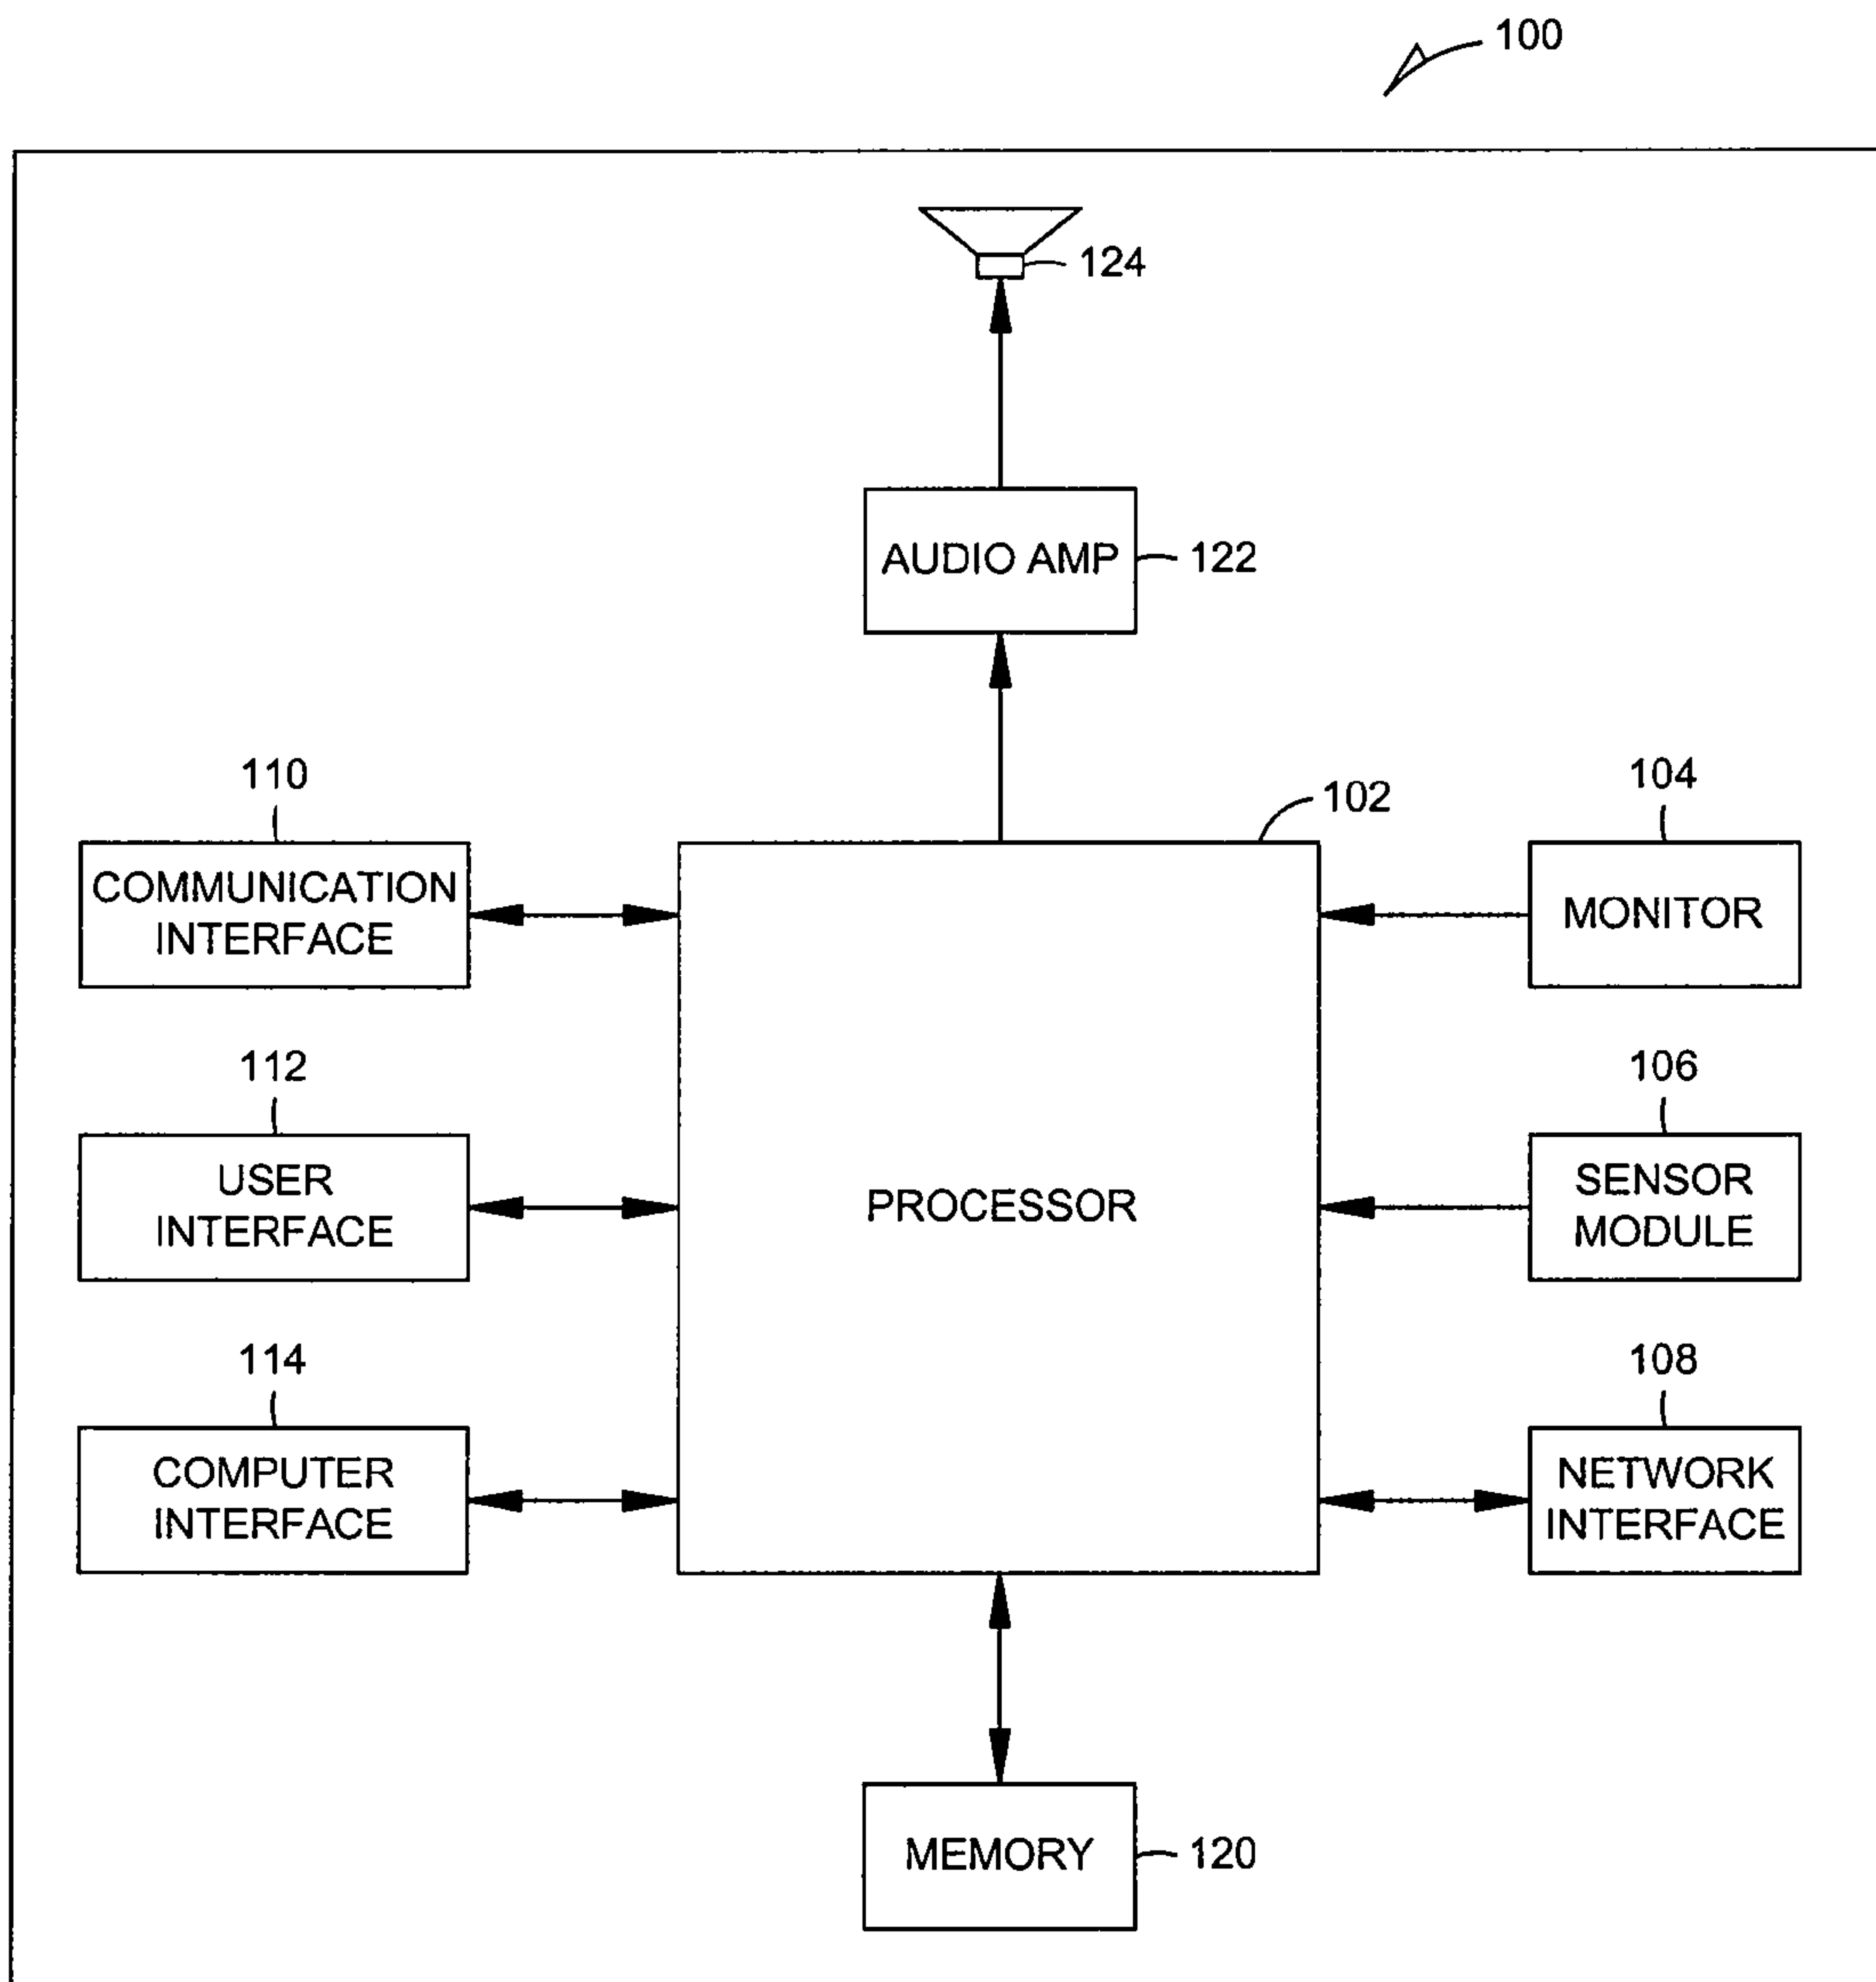 100
124
AUDIO AMP
122
110
102
104
COMMUNICATION
INTERFACE
MONITOR
112
106
USER
INTERFACE
PROCESSOR
SENSOR
MODULE
114
108
COMPUTER
INTERFACE
NETWORK
INTERFACE
MEMORY
120